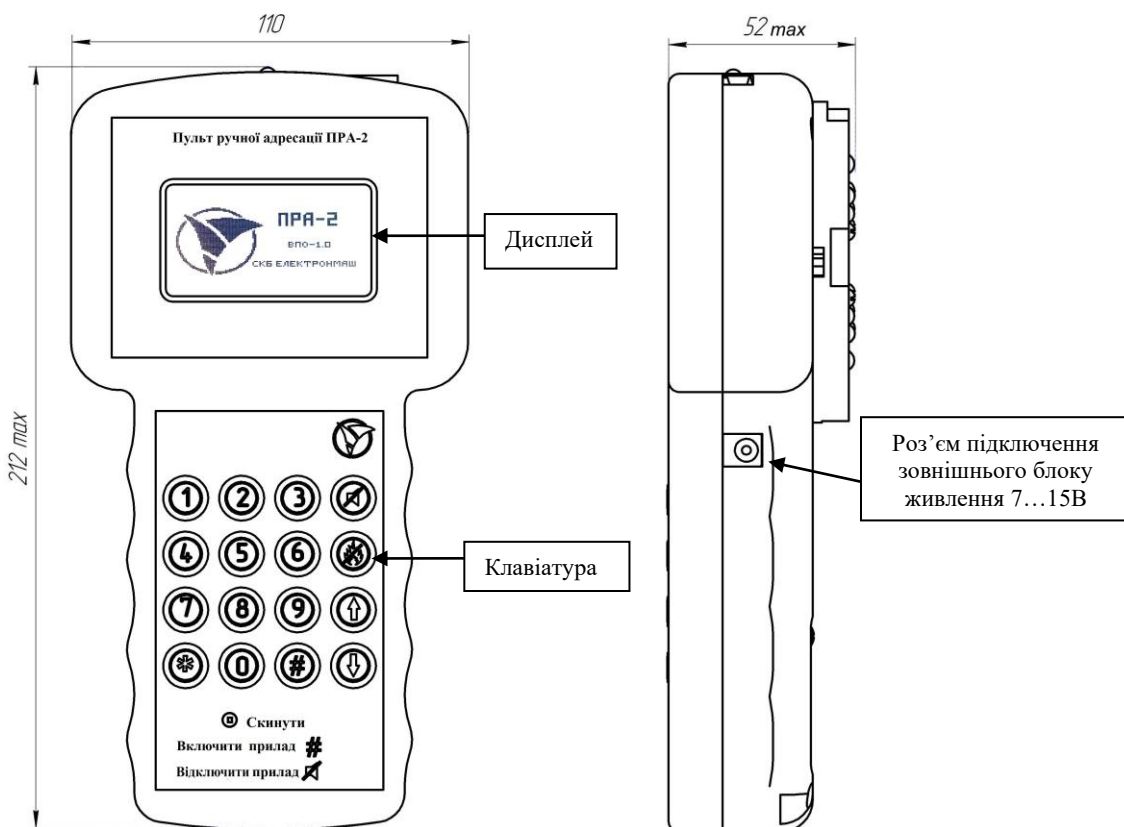 110
52 max
212 max
Пульт ручної адресації ПРА-2
ПРА-2
ВПО-1.0
СКБ ЕЛЕКТРОНМАШ
Дисплей
Роз’єм підключення
зовнішнього блоку
живлення 7…15В
Клавіатура
1 2 3
4 5 6
7 8 9
* 0 #
Скинути
Включити прилад #
Відключити прилад